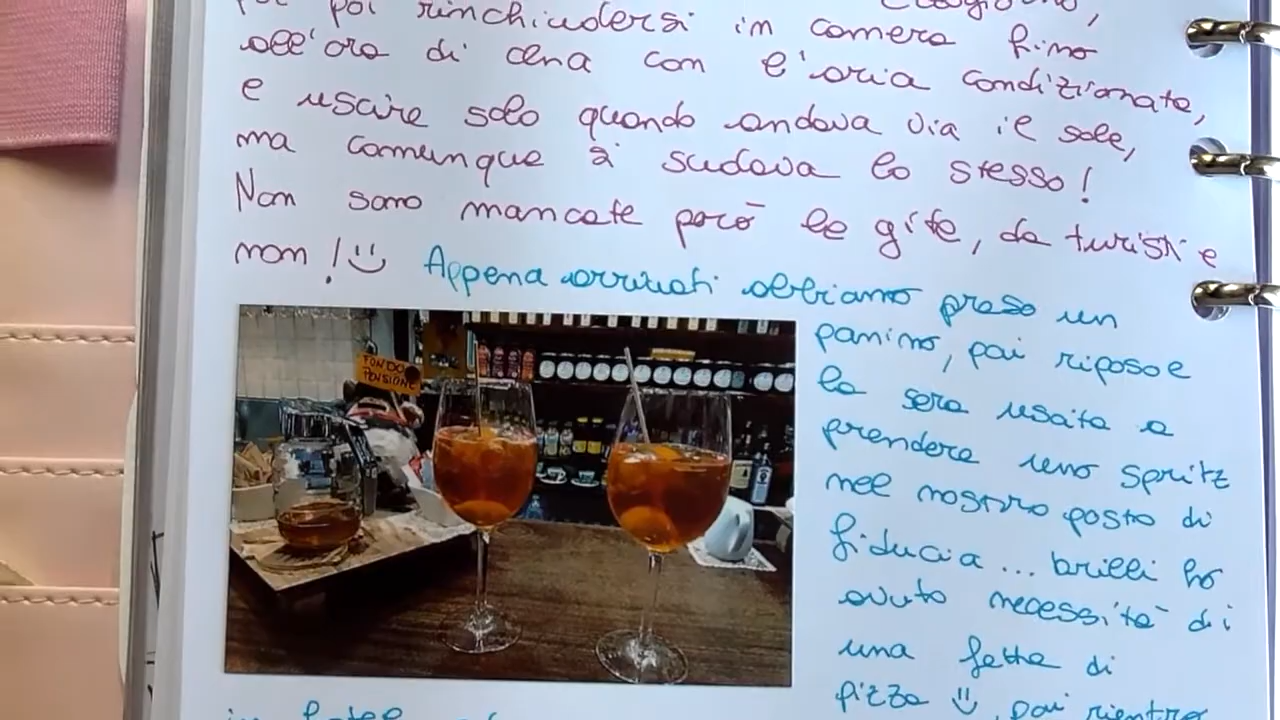 poi rinchiudersi in camera fino
all'ora di cena con l'aria condizionata,
e uscire solo quando andava via il sole,
ma comunque si sudava lo stesso!
Non sono mancate però le gite, da turisti e
non! Appena arrivati abbiamo preso un
panino, poi riposo e
la sera uscita a
prendere uno spritz
nel nostro posto di
fiducia... brilli ho
avuto necessità di
una fetta di
pizza , poi rientro
in
FONDO
PENSIONE